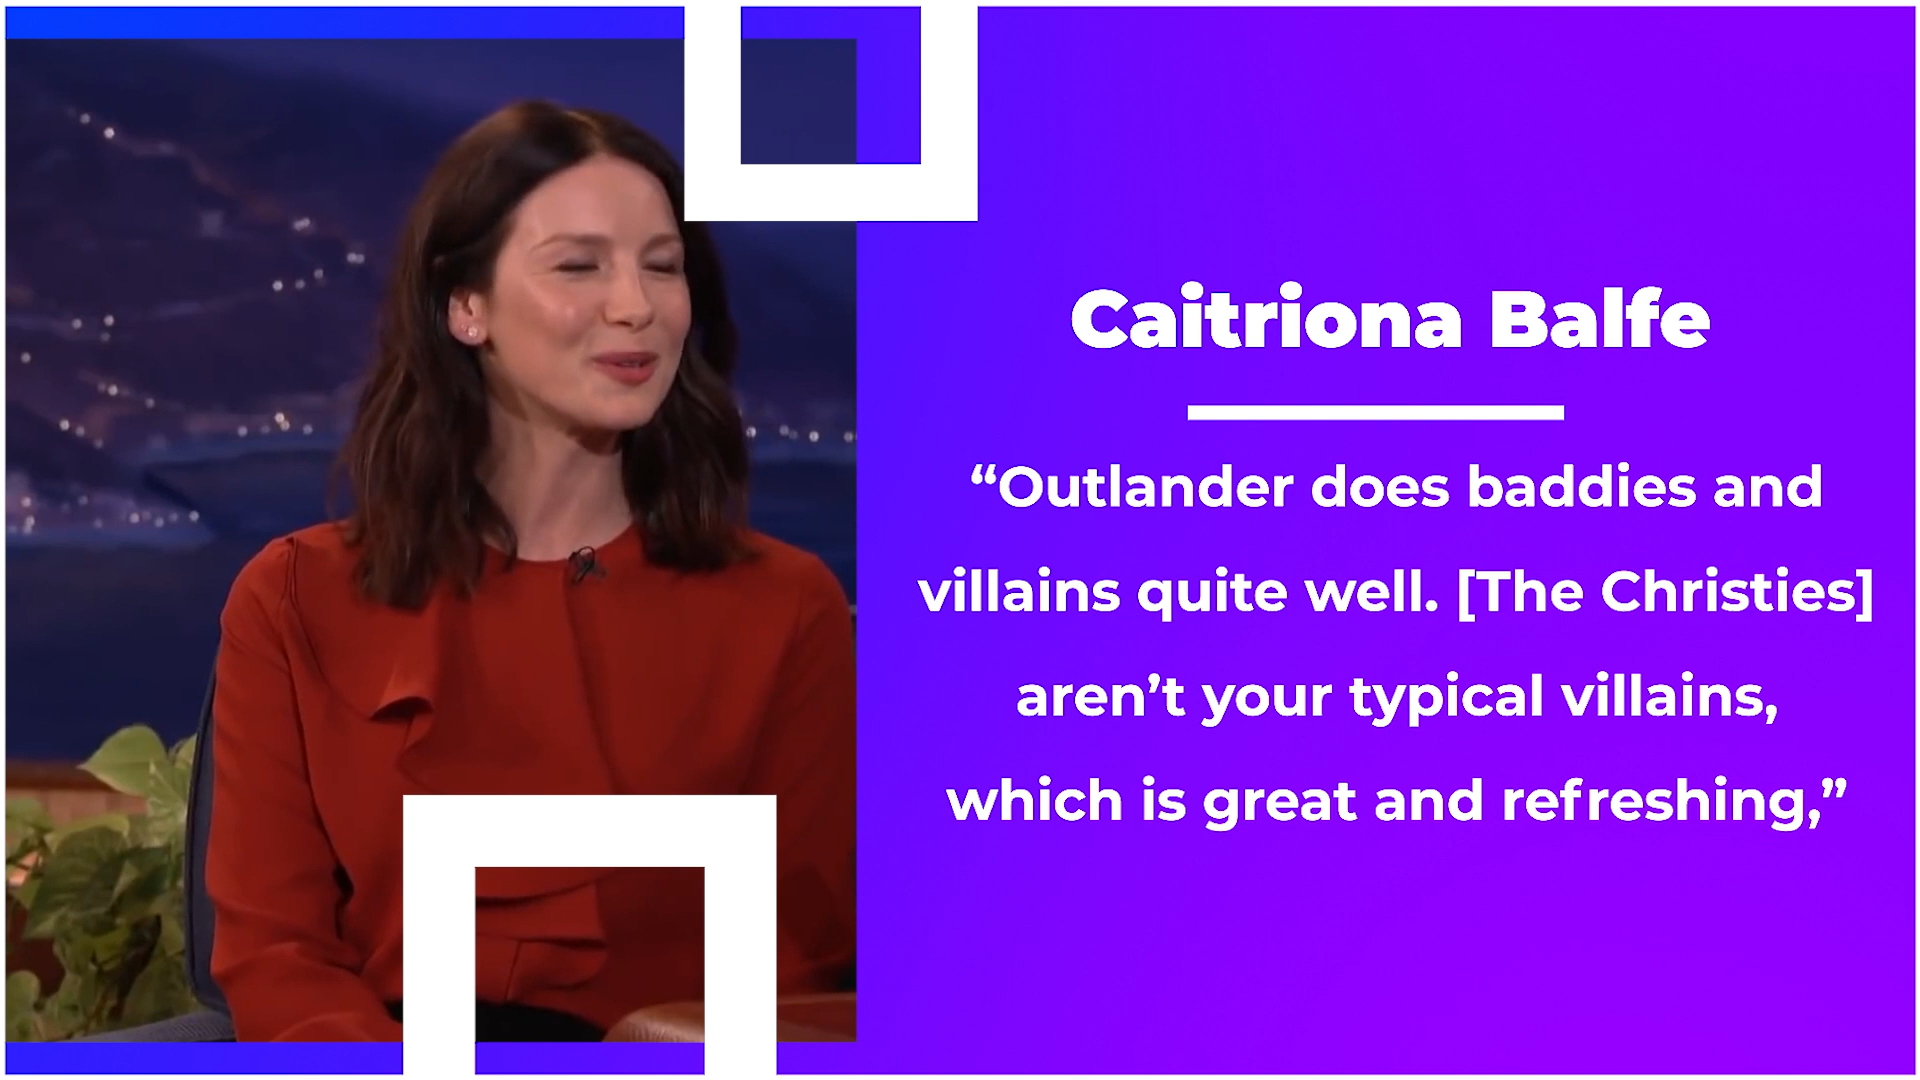 Caitriona Balfe
“Outlander does baddies and
villains quite well. [The Christies]
aren’t your typical villains,
which is great and refreshing,”